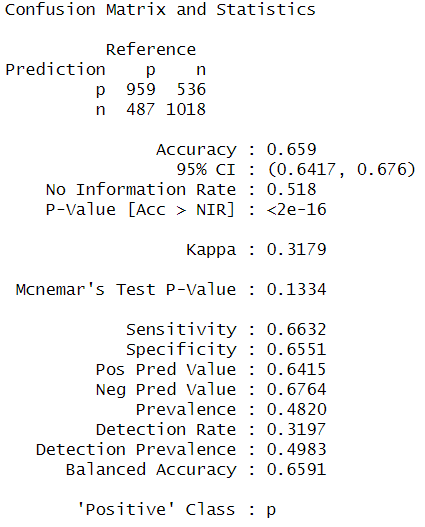 Confusion Matrix and Statistics
Reference
Prediction p n
p 959 536
n 487 1018
Accuracy : 0.659
95% CI : (0.6417, 0.676)
No Information Rate : 0.518
P-Value [Acc > NIR] : <2e-16
Kappa : 0.3179
Mcnemar's Test P-Value : 0.1334
Sensitivity : 0.6632
Specificity : 0.6551
Pos Pred Value : 0.6415
Neg Pred Value : 0.6764
Prevalence : 0.4820
Detection Rate : 0.3197
Detection Prevalence : 0.4983
Balanced Accuracy : 0.6591
'Positive' Class : p